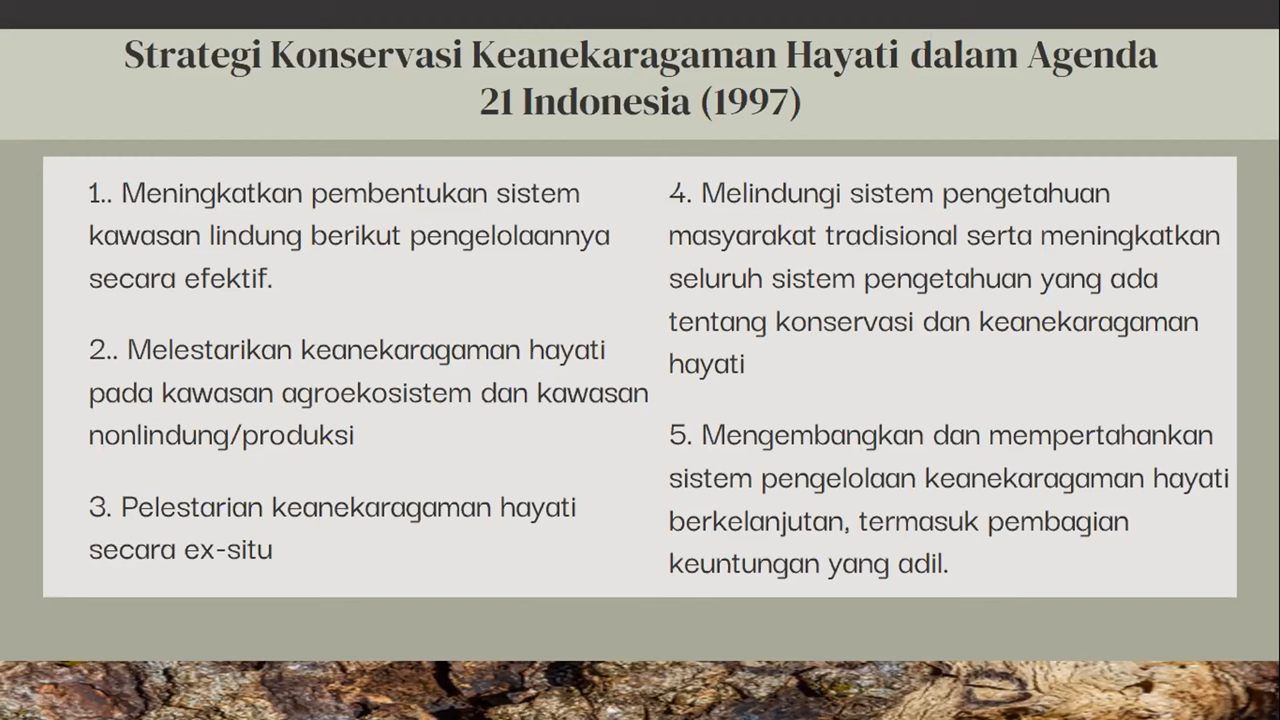 Strategi Konservasi Keanekaragaman Hayati dalam Agenda
21 Indonesia (1997)
1.. Meningkatkan pembentukan sistem
kawasan lindung berikut pengelolaannya
secara efektif.
2.. Melestarikan keanekaragaman hayati
pada kawasan agroekosistem dan kawasan
nonlindung/produksi
3. Pelestarian keanekaragaman hayati
secara ex-situ
4. Melindungi sistem pengetahuan
masyarakat tradisional serta meningkatkan
seluruh sistem pengetahuan yang ada
tentang konservasi dan keanekaragaman
hayati
5. Mengembangkan dan mempertahankan
sistem pengelolaan keanekaragaman hayati
berkelanjutan, termasuk pembagian
keuntungan yang adil.